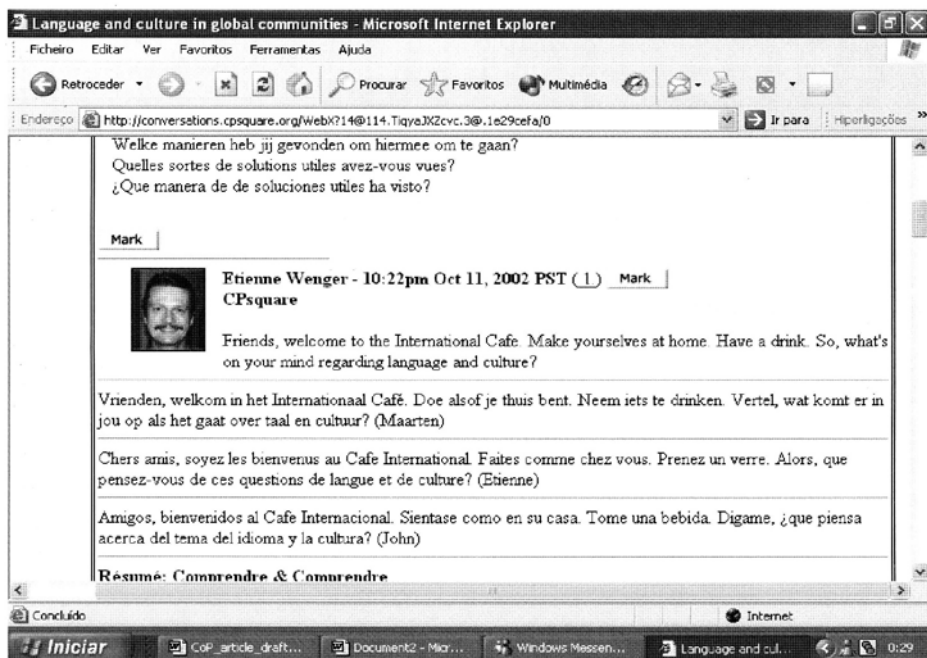 Language and culture in global communities - Microsoft Internet Explorer
Ficheiro Editar Ver Favoritos Ferramentas Ajuda
Retroceder Procurar Favoritos Multimédia
Endereço http://conversations.cpsquare.org/WebX?14@114.TiqyaJXZcvc.3@.1e29cefa/0 Ir para Hiperligações »
Welke manieren heb jij gevonden om hiermee om te gaan?
Quelles sortes de solutions utiles avez-vous vues?
¿Que manera de de soluciones utiles ha visto?
Mark
Etienne Wenger - 10:22pm Oct 11, 2002 PST ( 1 ) Mark
CPsquare
Friends, welcome to the International Cafe. Make yourselves at home. Have a drink. So, what's
on your mind regarding language and culture?
Vrienden, welkom in het Internationaal Café. Doe alsof je thuis bent. Neem iets te drinken. Vertel, wat komt er in
jou op als het gaat over taal en cultuur? (Maarten)
Chers amis, soyez les bienvenus au Cafe International. Faites comme chez vous. Prenez un verre. Alors, que
pensez-vous de ces questions de langue et de culture? (Etienne)
Amigos, bienvenidos al Cafe Internacional. Sientase como en su casa. Tome una bebida. Digame, ¿que piensa
acerca del tema del idioma y la cultura? (John)
Résumé: Comprendre & Comprendre
Concluído Internet
Iniciar CoP_article_draft... Document2 - Micr... Windows Messen... Language and cul... 0:29